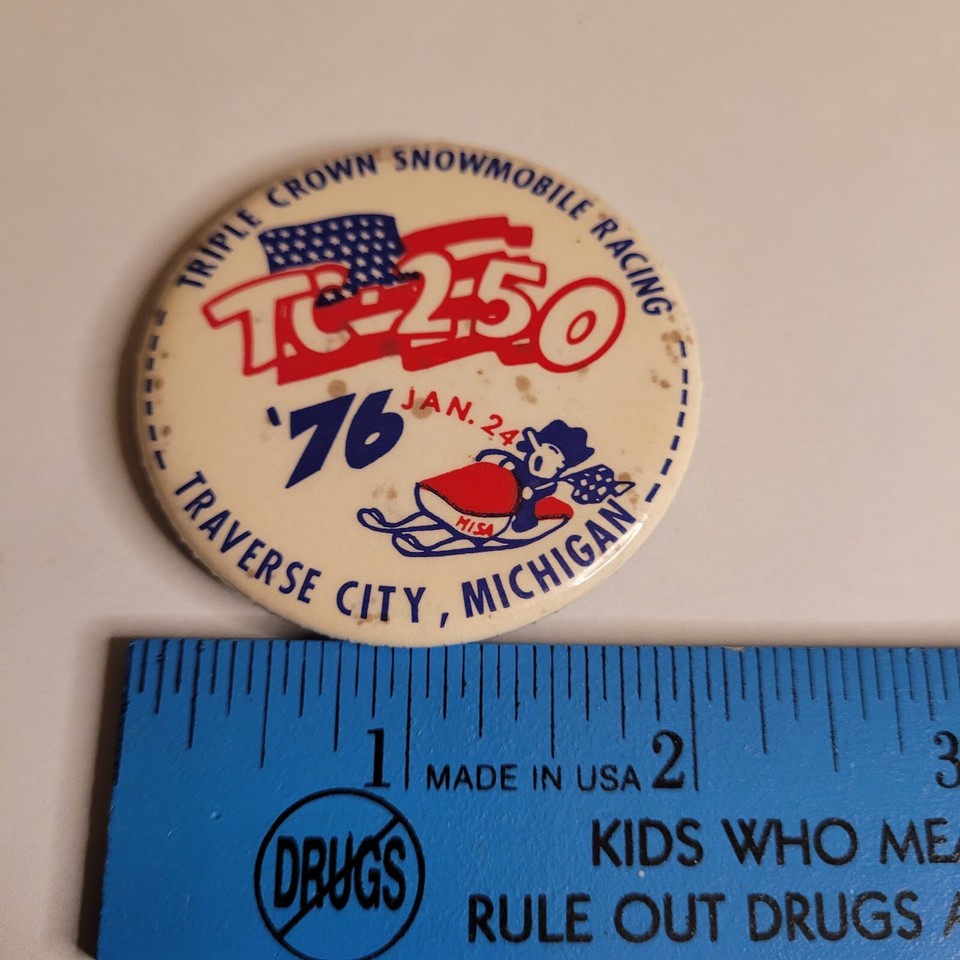 TRIPLE CROWN SNOWMOBILE RACING
TC-250
'76 JAN. 24
MISA
TRAVERSE CITY, MICHIGAN
1 MADE IN USA 2 3
DRUGS
KIDS WHO MEA
RULE OUT DRUGS A